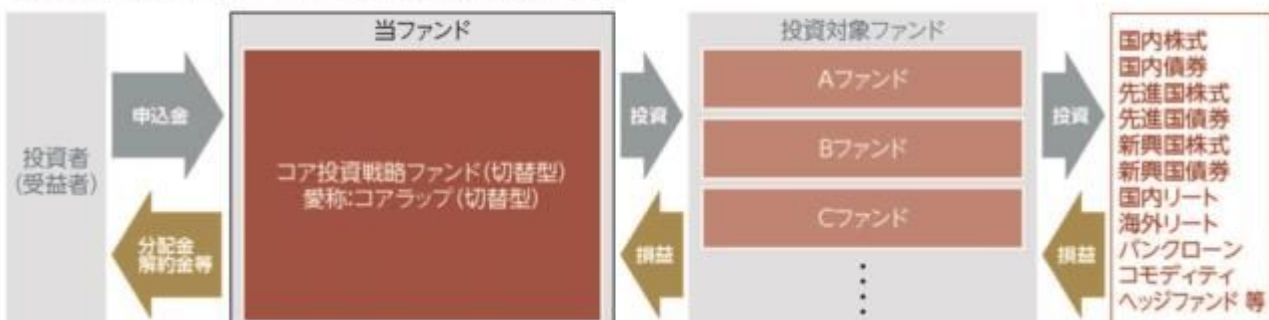 投資者
(受益者)
申込金
分配金
解約金等
当ファンド
コア投資戦略ファンド(切替型)
愛称:コアラップ(切替型)
投資
損益
投資対象ファンド
Aファンド
Bファンド
Cファンド
投資
損益
国内株式
国内債券
先進国株式
先進国債券
新興国株式
新興国債券
国内リート
海外リート
バンクローン
コモディティ
ヘッジファンド 等